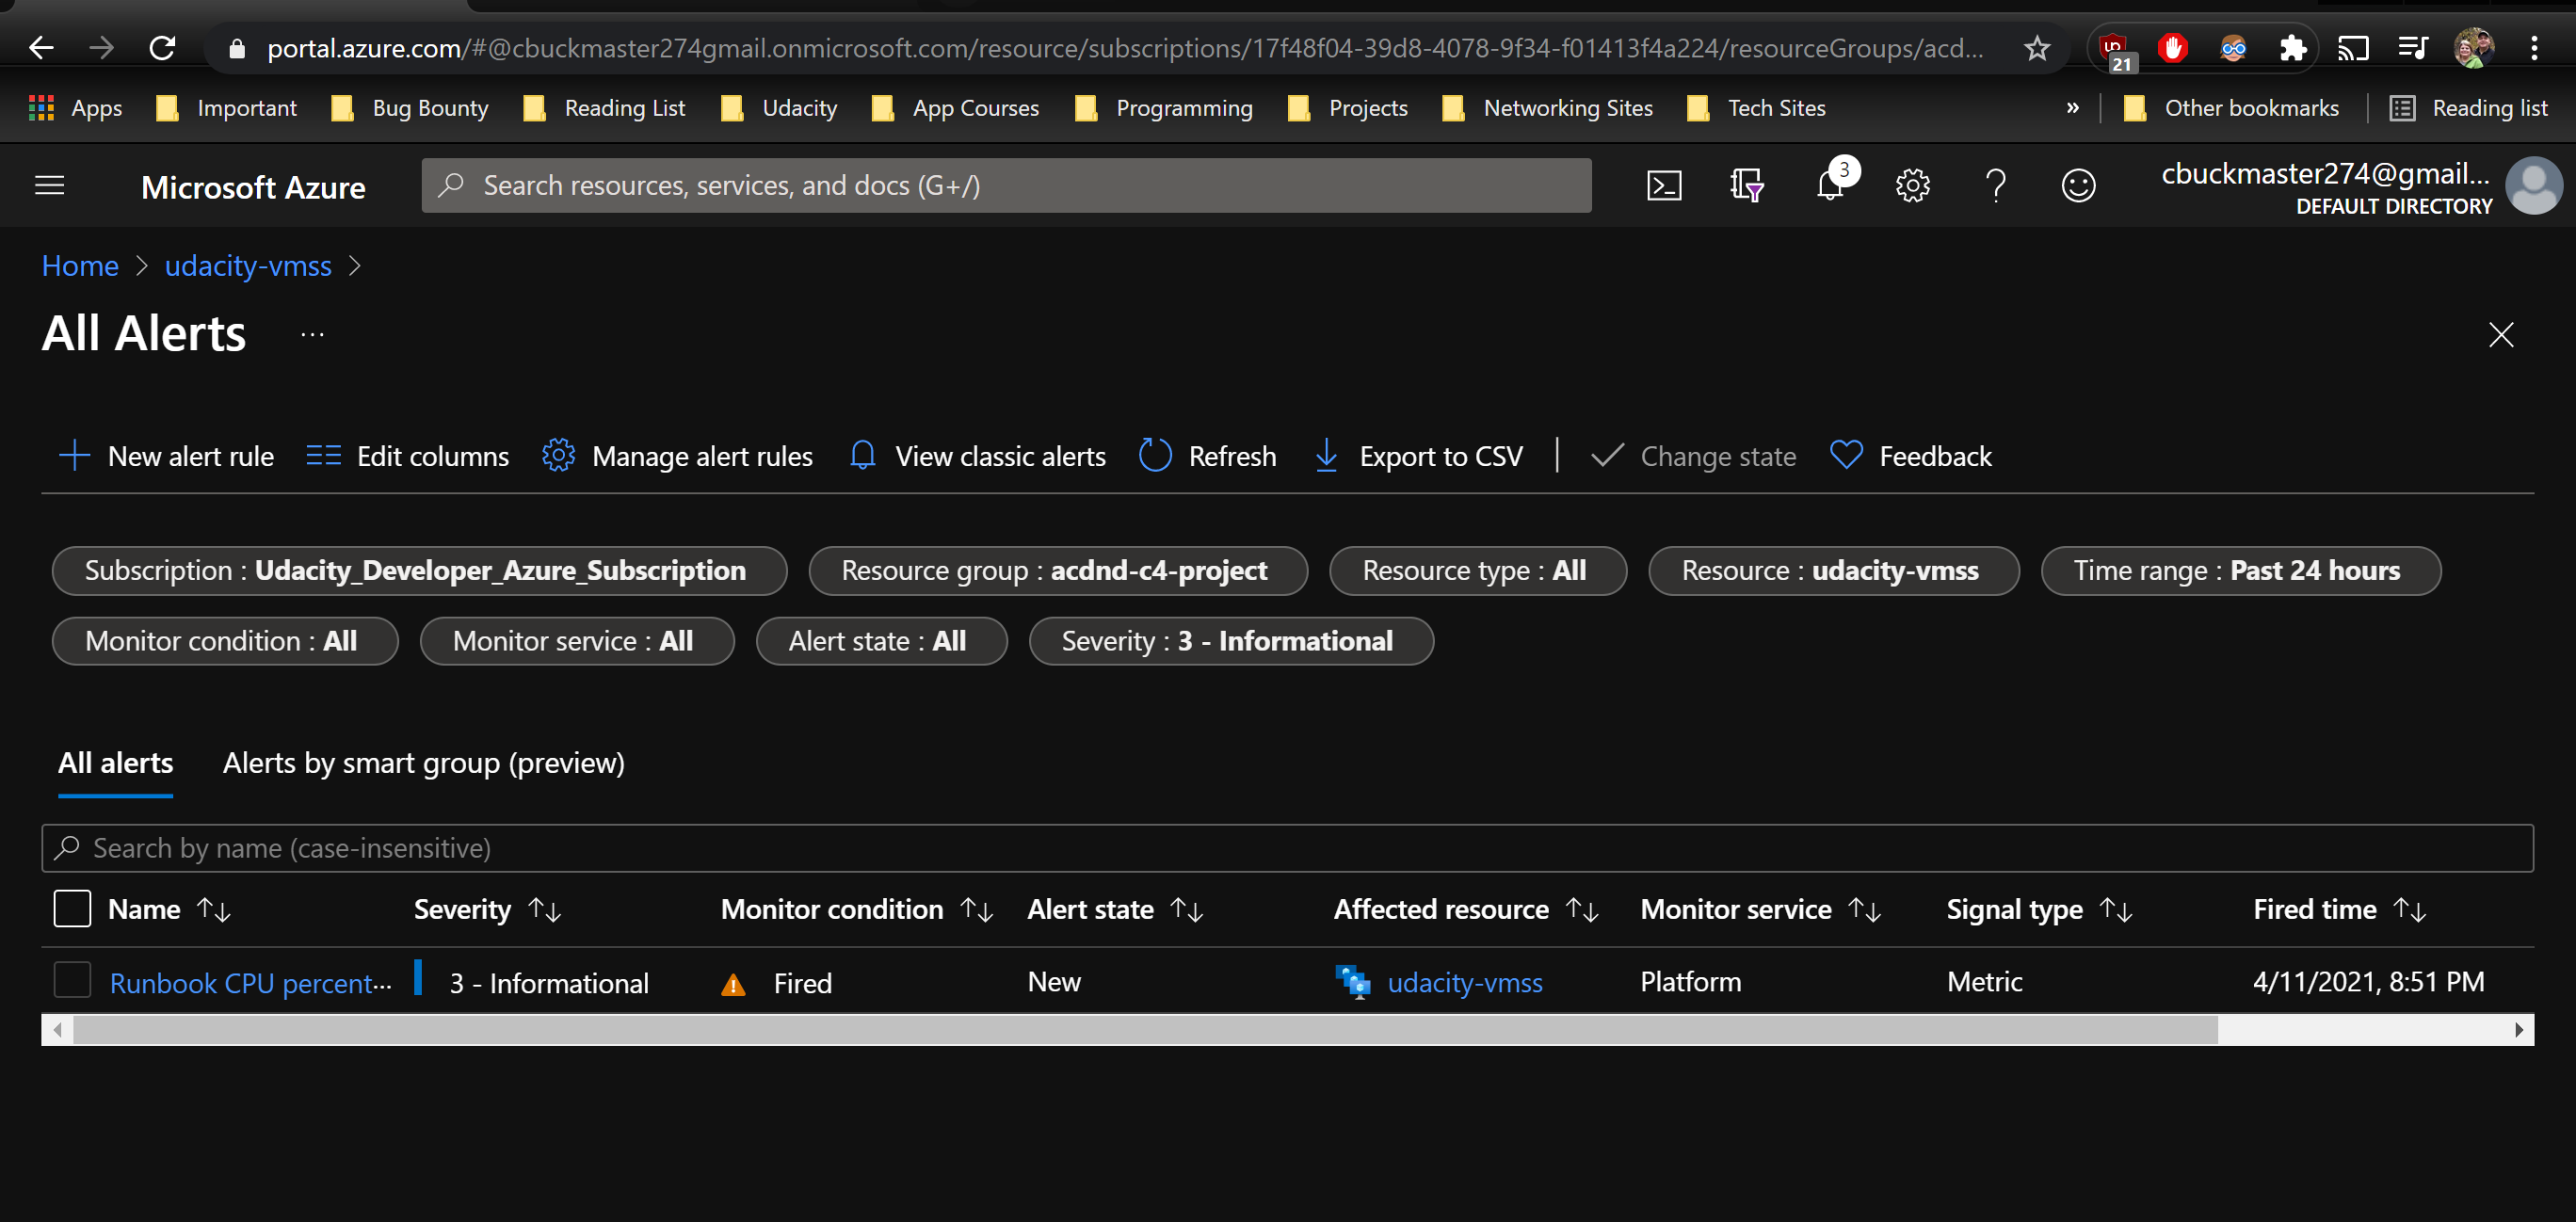 portal.azure.com/#@cbuckmaster274gmail.onmicrosoft.com/resource/subscriptions/17f48f04-39d8-4078-9f34-f01413f4a224/resourceGroups/acd...
21
Apps Important Bug Bounty Reading List Udacity App Courses Programming Projects Networking Sites Tech Sites » Other bookmarks Reading list
Microsoft Azure Search resources, services, and docs (G+/) 3 cbuckmaster274@gmail...
DEFAULT DIRECTORY
Home > udacity-vmss >
All Alerts ...
New alert rule Edit columns Manage alert rules View classic alerts Refresh Export to CSV Change state Feedback
Subscription : Udacity_Developer_Azure_Subscription Resource group : acdnd-c4-project Resource type : All Resource : udacity-vmss Time range : Past 24 hours
Monitor condition : All Monitor service : All Alert state : All Severity : 3 - Informational
All alerts Alerts by smart group (preview)
Search by name (case-insensitive)
Name Severity Monitor condition Alert state Affected resource Monitor service Signal type Fired time
Runbook CPU percent... 3 - Informational Fired New udacity-vmss Platform Metric 4/11/2021, 8:51 PM